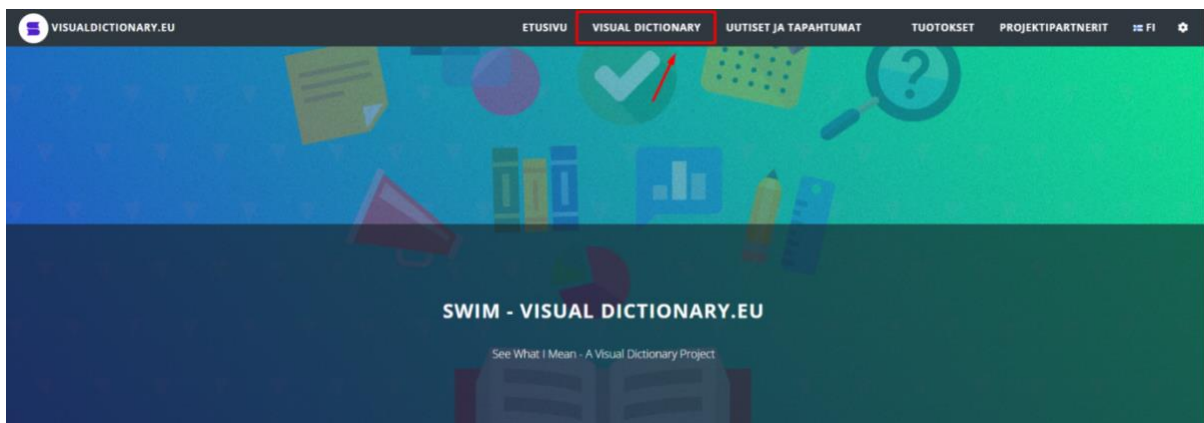 VISUALDICTIONARY.EU ETUSIVU VISUAL DICTIONARY UUTISET JA TAPAHTUMAT TUOTOKSET PROJEKTIPARTNERIT FI
SWIM - VISUAL DICTIONARY.EU
See What I Mean - A Visual Dictionary Project